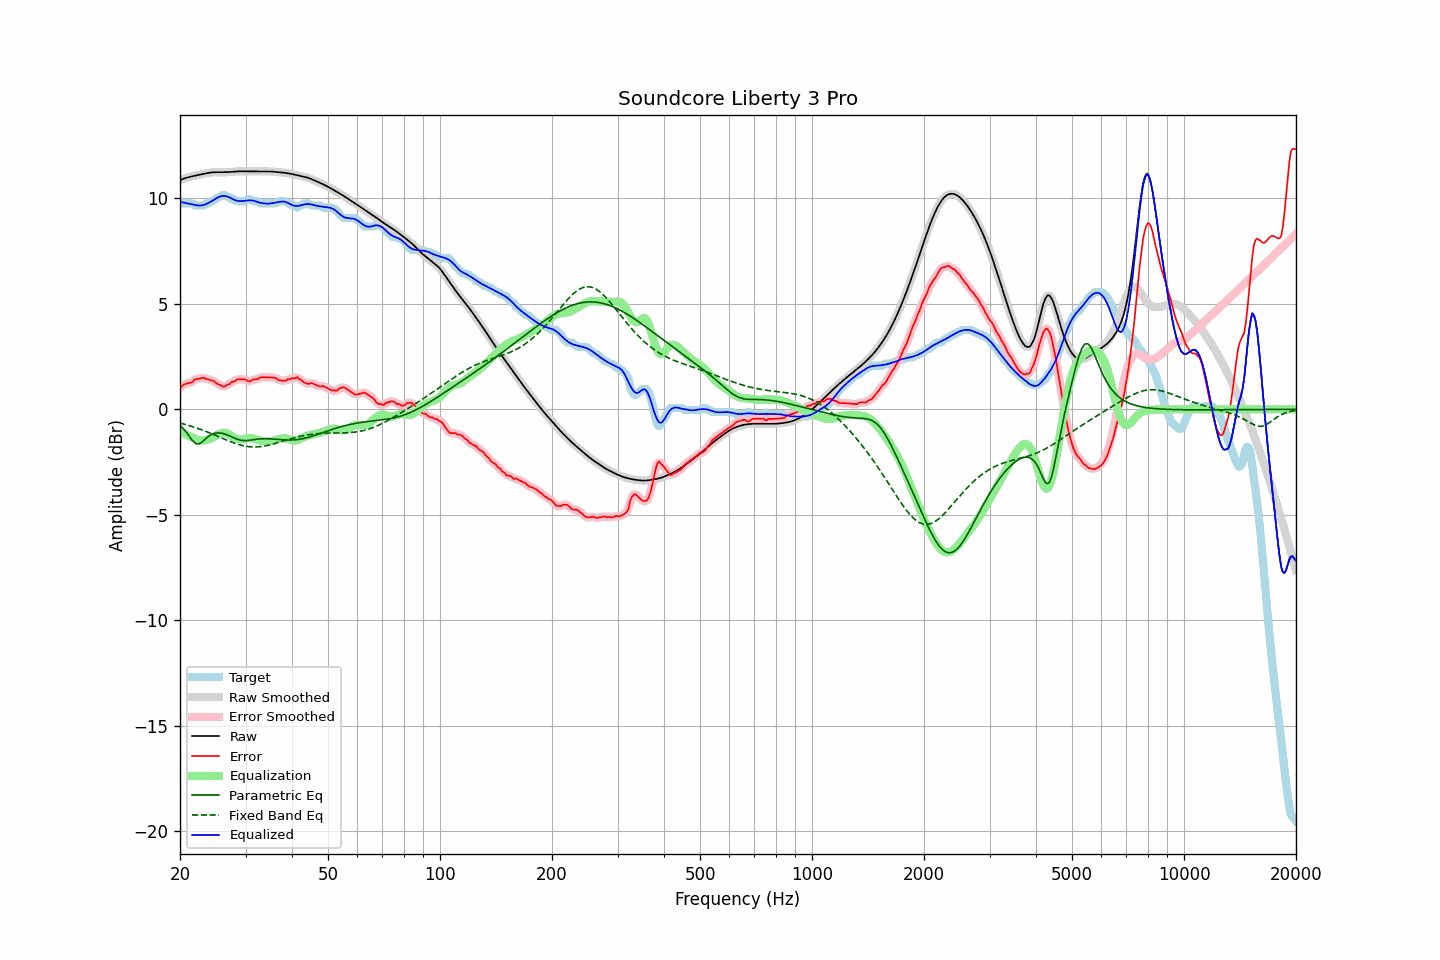 Soundcore Liberty 3 Pro
Amplitude (dBr)
10
5
0
−5
−10
−15
−20
Target
Raw Smoothed
Error Smoothed
Raw
Error
Equalization
Parametric Eq
Fixed Band Eq
Equalized
20 50 100 200 500 1000 2000 5000 10000 20000
Frequency (Hz)